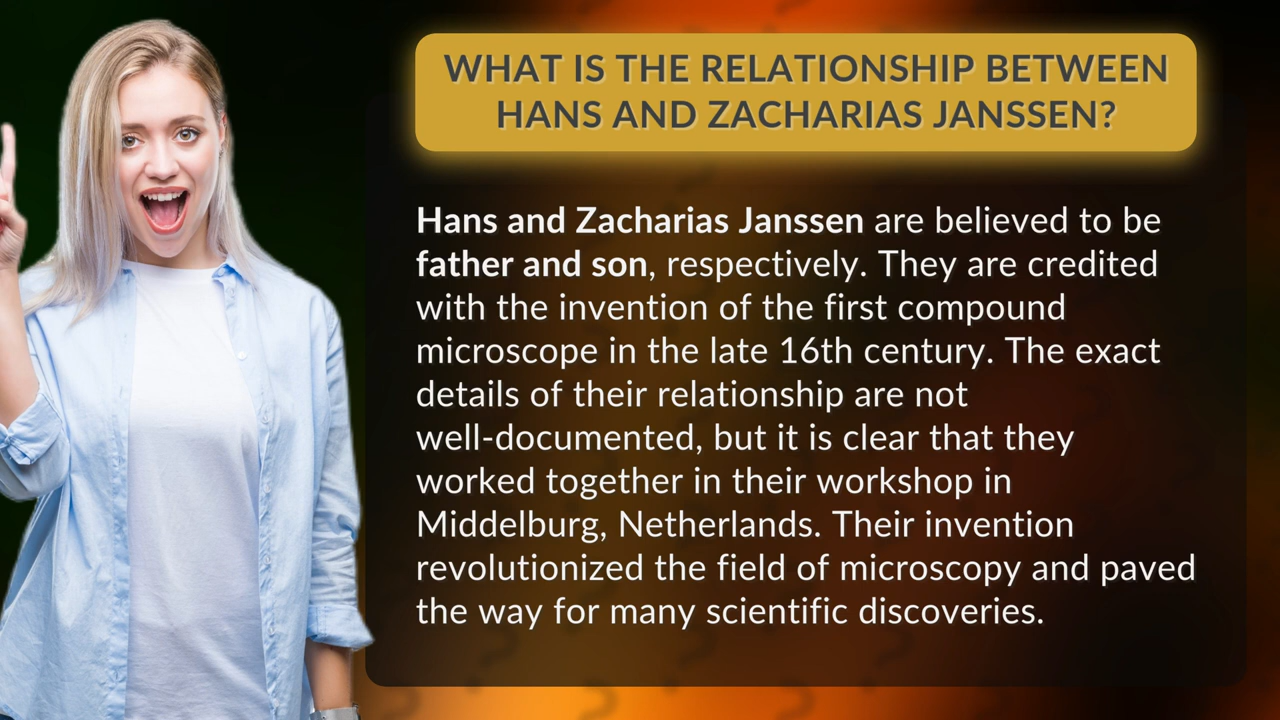 WHAT IS THE RELATIONSHIP BETWEEN
HANS AND ZACHARIAS JANSSEN?
Hans and Zacharias Janssen are believed to be
father and son, respectively. They are credited
with the invention of the first compound
microscope in the late 16th century. The exact
details of their relationship are not
well-documented, but it is clear that they
worked together in their workshop in
Middelburg, Netherlands. Their invention
revolutionized the field of microscopy and paved
the way for many scientific discoveries.